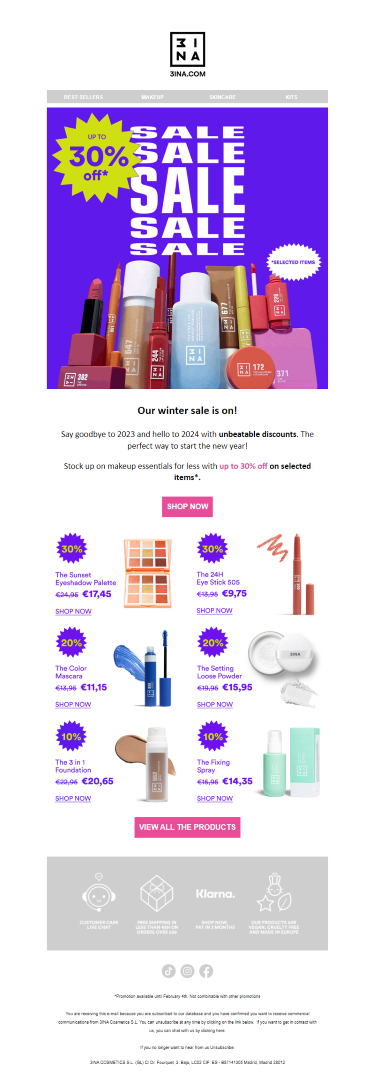 3INA
3INA.COM
BEST SELLERS MAKEUP SKINCARE KITS
UP TO
30%
off*
SALE
SALE
SALE
SALE
SALE
*SELECTED ITEMS
382
647
244
677
3INA
172
228
371
Our winter sale is on!
Say goodbye to 2023 and hello to 2024 with unbeatable discounts. The
perfect way to start the new year!
Stock up on makeup essentials for less with up to 30% off on selected
items*.
SHOP NOW
30%
The Sunset
Eyeshadow Palette
€24,95 €17,45
SHOP NOW
30%
The 24H
Eye Stick 505
€13,95 €9,75
SHOP NOW
20%
The Color
Mascara
€13,95 €11,15
SHOP NOW
20%
The Setting
Loose Powder
€19,95 €15,95
SHOP NOW
3INA
10%
The 3 in 1
Foundation
€22,95 €20,65
SHOP NOW
10%
The Fixing
Spray
€15,95 €14,35
SHOP NOW
VIEW ALL THE PRODUCTS
CUSTOMER CARE
LIVE CHAT
FREE SHIPPING IN
LESS THAN 48H ON
Klarna.
SHOP NOW,
PAY IN 3 MONTHS
OUR PRODUCTS ARE
VEGAN, CRUELTY FREE
AND MADE IN EUROPE
*Promotion available until February 4th. Not combinable with other promotions
You are receiving this e-mail because you are subscribed to our database and you have confirmed you want to receive commercial
communications from 3INA Cosmetics S.L. You can unsubscribe at any time by clicking on the link below. If you want to get in contact with
us, you can chat with us by clicking here.
If you no longer want to hear from us Unsubscribe
3INA COSMETICS S.L. (GL) C/ Dr. Fourquet, 3. Bajo, LC02 CIF: ES - B87141305 Madrid, Madrid 28012